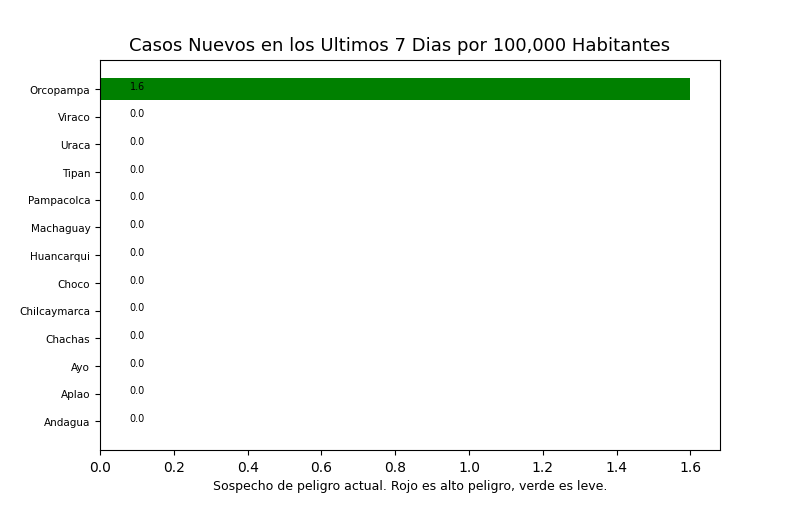 Casos Nuevos en los Ultimos 7 Dias por 100,000 Habitantes
Orcopampa 1.6
Viraco 0.0
Uraca 0.0
Tipan 0.0
Pampacolca 0.0
Machaguay 0.0
Huancarqui 0.0
Choco 0.0
Chilcaymarca 0.0
Chachas 0.0
Ayo 0.0
Aplao 0.0
Andagua 0.0
0.0 0.2 0.4 0.6 0.8 1.0 1.2 1.4 1.6
Sospecho de peligro actual. Rojo es alto peligro, verde es leve.